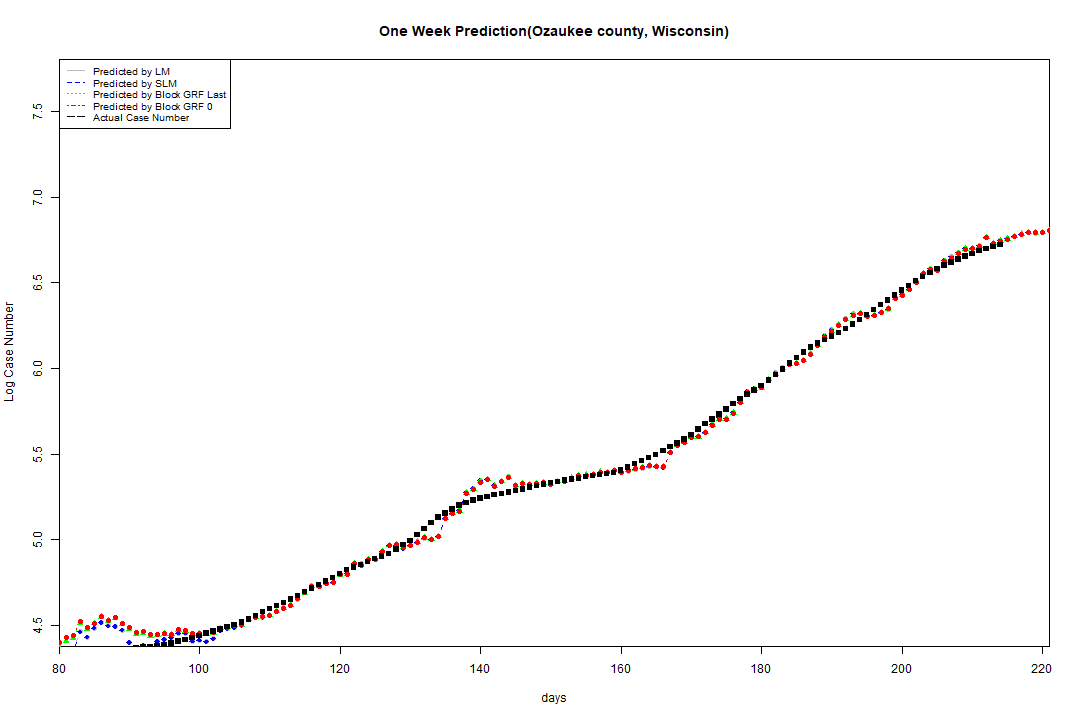 One Week Prediction(Ozaukee county, Wisconsin)
Predicted by LM
Predicted by SLM
Predicted by Block GRF Last
Predicted by Block GRF 0
Actual Case Number
7.5
7.0
6.5
6.0
5.5
5.0
4.5
Log Case Number
80 100 120 140 160 180 200 220
days